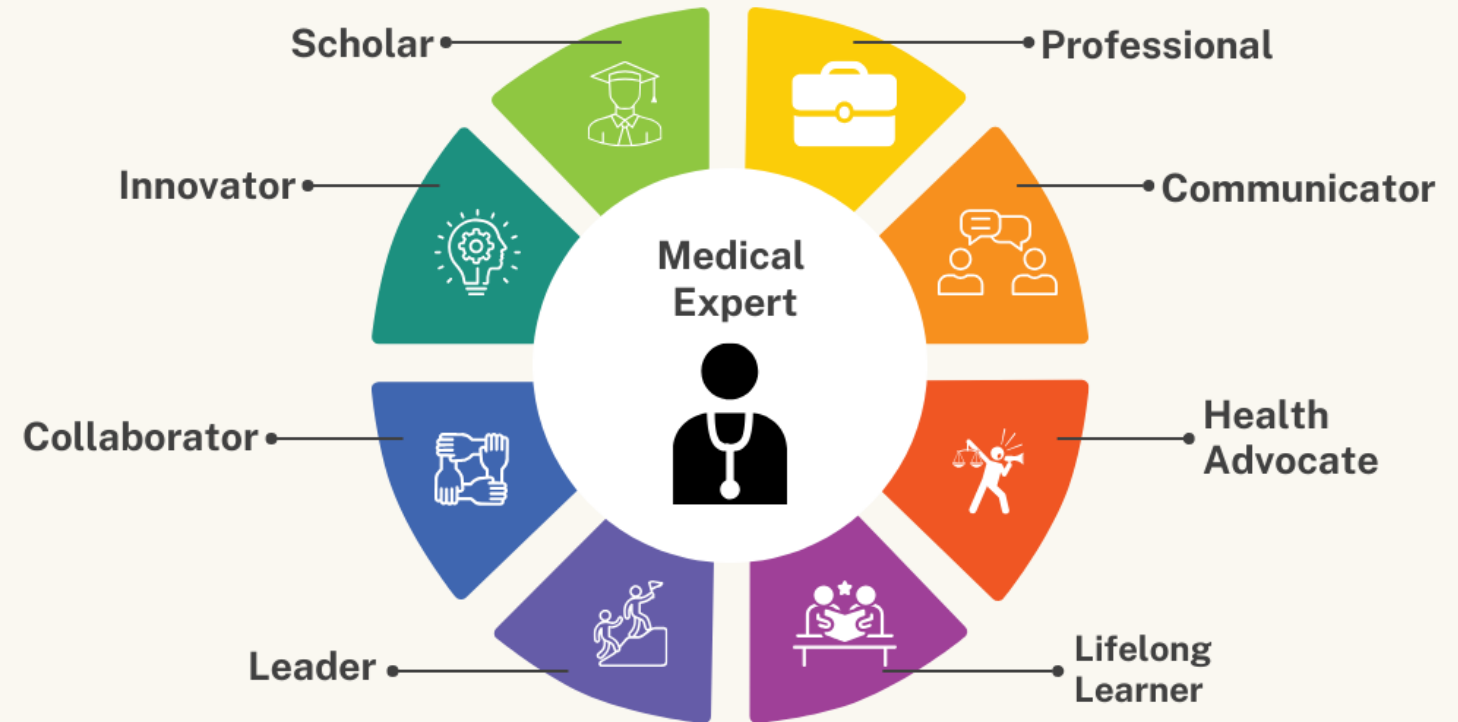 Scholar
Professional
Innovator
Communicator
Medical
Expert
Collaborator
Health
Advocate
Leader
Lifelong
Learner